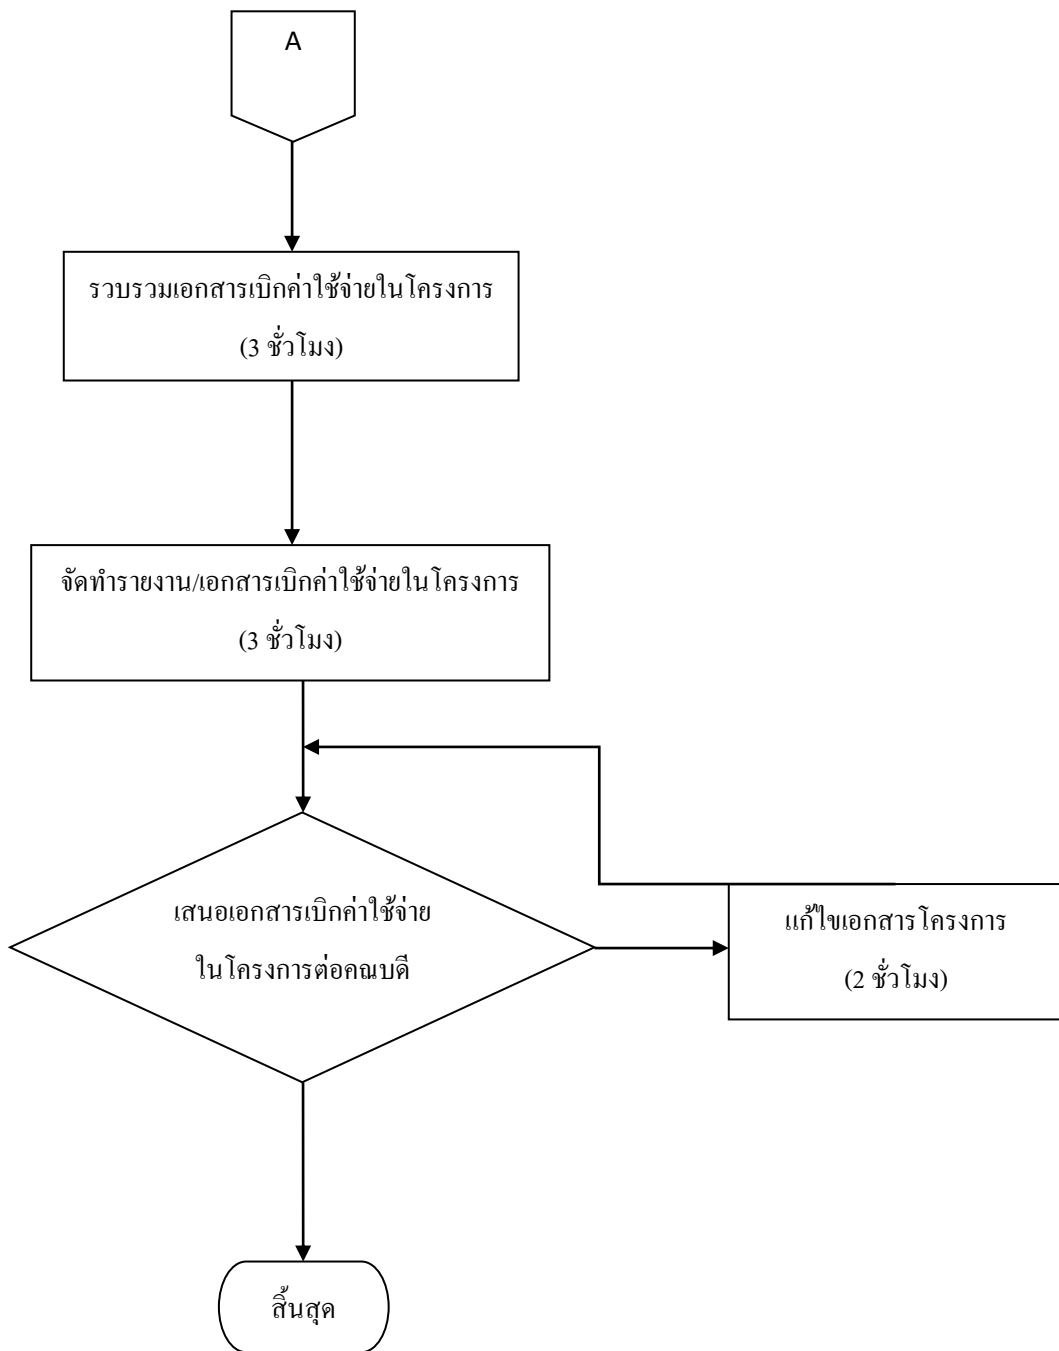 A
รวบรวมเอกสารเบิกค่าใช้จ่ายในโครงการ
(3 ชั่วโมง)
จัดทำรายงาน/เอกสารเบิกค่าใช้จ่ายในโครงการ
(3 ชั่วโมง)
เสนอเอกสารเบิกค่าใช้จ่าย
ในโครงการต่อคณบดี
แก้ไขเอกสารโครงการ
(2 ชั่วโมง)
สิ้นสุด